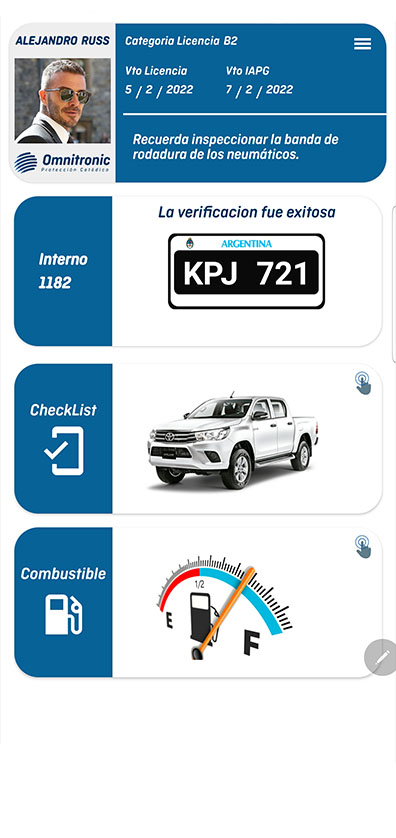 ALEJANDRO RUSS
Categoria Licencia B2
Vto Licencia
Vto IAPG
5 / 2 / 2022
7 / 2 / 2022
Recuerda inspeccionar la banda de
rodadura de los neumáticos.
Omnitronic
Protección Catódica
La verificacion fue exitosa
Interno
1182
ARGENTINA
KPJ 721
CheckList
Combustible
1/2
E
F